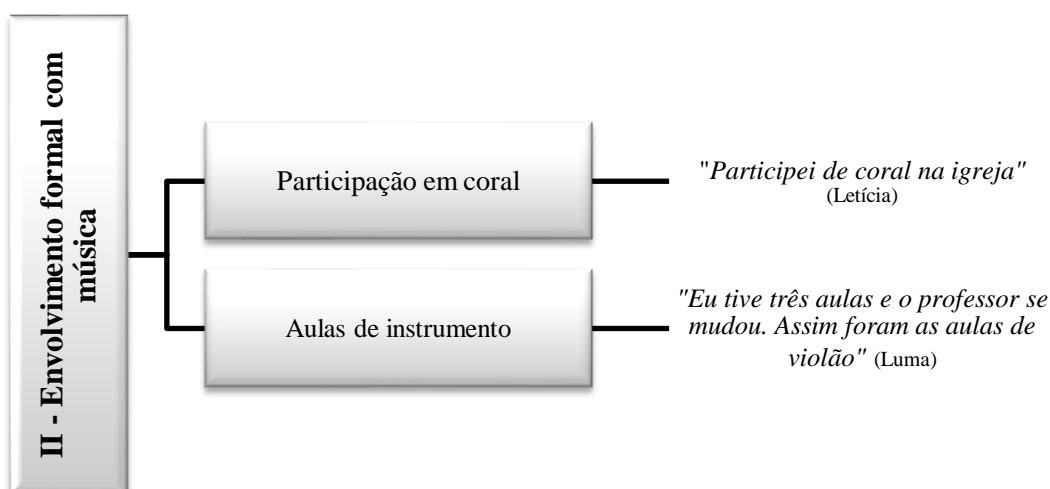 II - Envolvimento formal com
música
Participação em coral
"Participei de coral na igreja"
(Letícia)
Aulas de instrumento
"Eu tive três aulas e o professor se
mudou. Assim foram as aulas de
violão" (Luma)